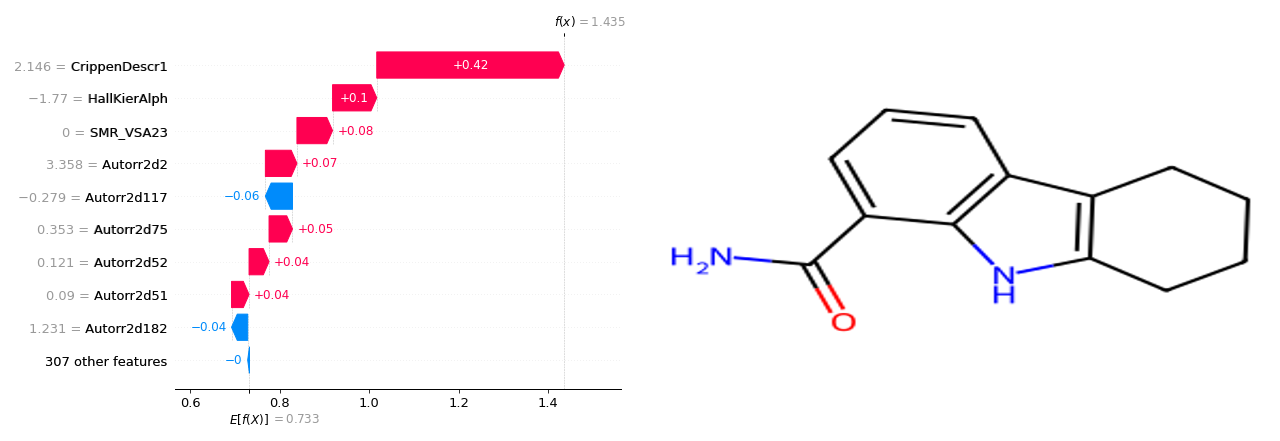 f(x) = 1.435
2.146 = CrippenDescr1
+0.42
−1.77 = HallKierAlph
+0.1
0 = SMR_VSA23
+0.08
3.358 = Autorr2d2
+0.07
−0.279 = Autorr2d117
−0.06
0.353 = Autorr2d75
+0.05
0.121 = Autorr2d52
+0.04
0.09 = Autorr2d51
+0.04
1.231 = Autorr2d182
−0.04
307 other features
−0
0.6 0.8 1.0 1.2 1.4
E[f(X)] = 0.733
H2N
N
H
O